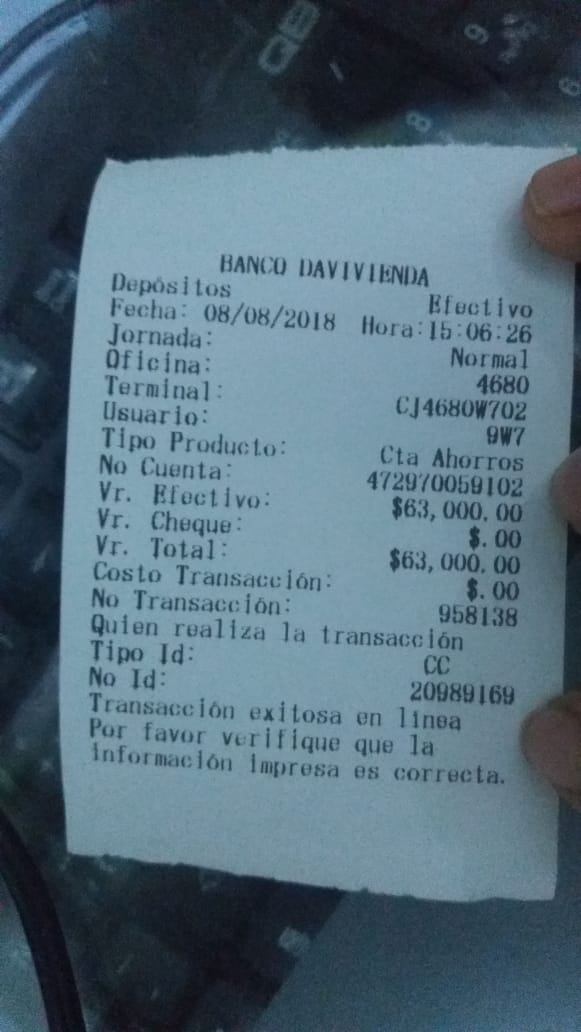 BANCO DAVIVIENDA
Depósitos Efectivo
Fecha: 08/08/2018 Hora:15:06:26
Jornada: Normal
Oficina: 4680
Terminal: CJ4680W702
Usuario: 9W7
Tipo Producto: Cta Ahorros
No Cuenta: 472970059102
Vr. Efectivo: $63,000.00
Vr. Cheque: $.00
Vr. Total: $63,000.00
Costo Transacción: $.00
No Transacción: 958138
Quien realiza la transacción
Tipo Id: CC
No Id: 20989169
Transacción exitosa en línea
Por favor verifique que la
información impresa es correcta.